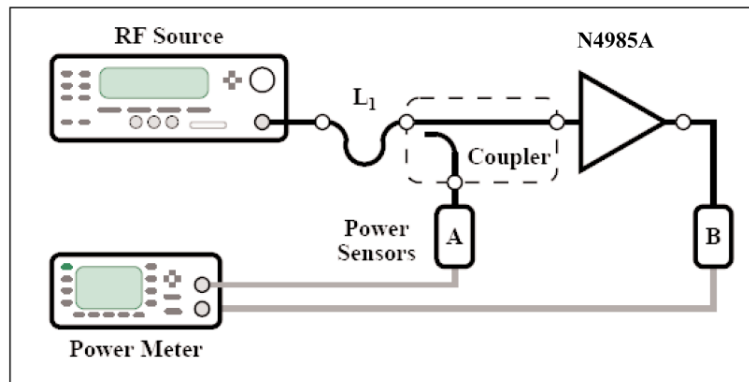 RF Source
N4985A
L1
Coupler
Power
Sensors
A
B
Power Meter